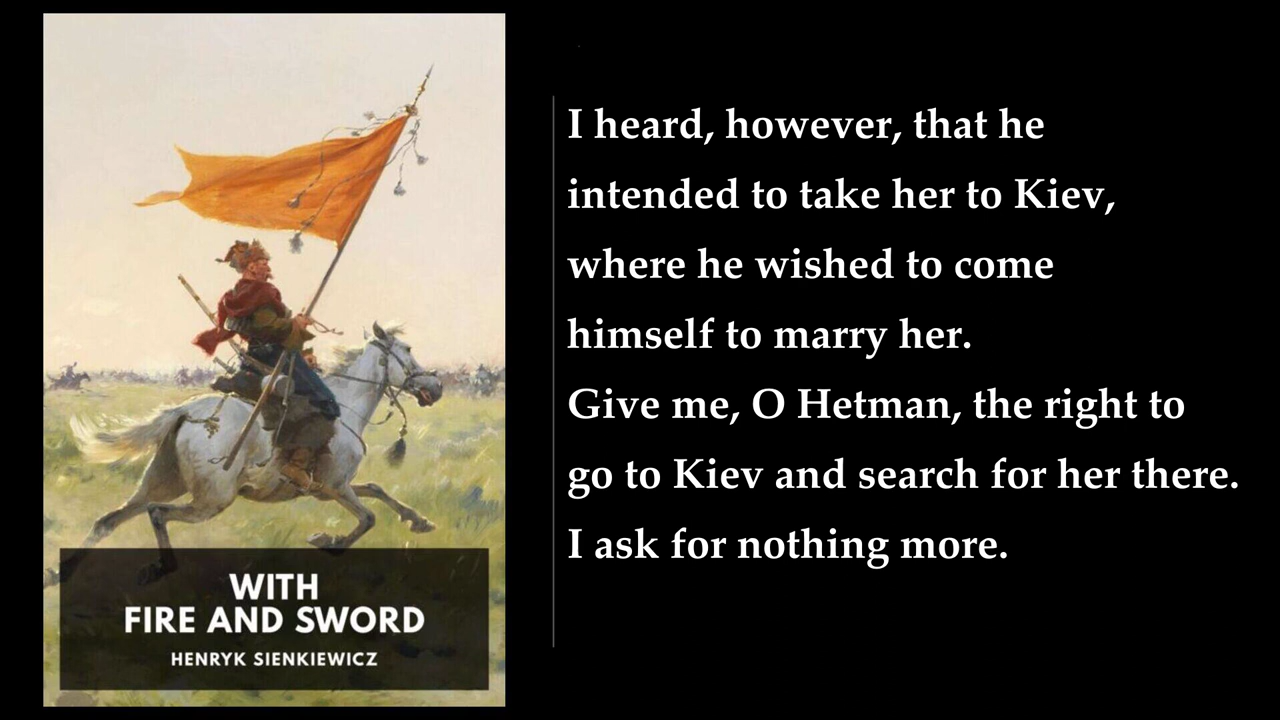 WITH
FIRE AND SWORD
HENRYK SIENKIEWICZ
I heard, however, that he
intended to take her to Kiev,
where he wished to come
himself to marry her.
Give me, O Hetman, the right to
go to Kiev and search for her there.
I ask for nothing more.